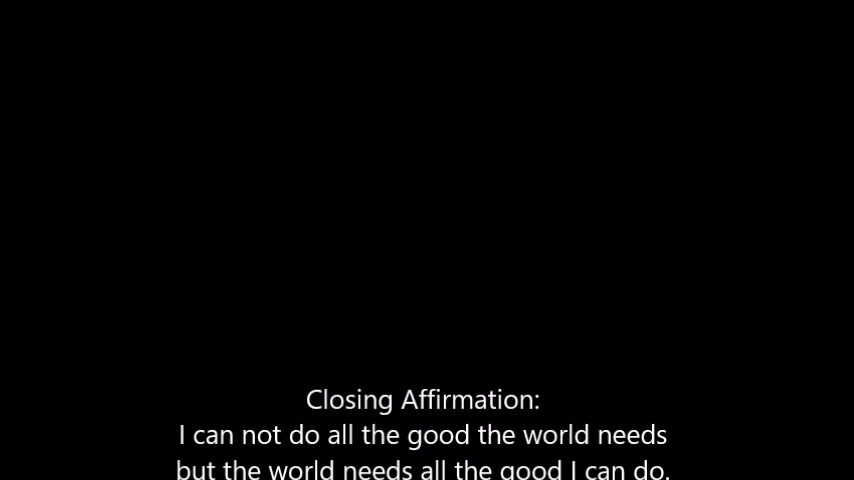 Closing Affirmation:
I can not do all the good the world needs
but the world needs all the good I can do.